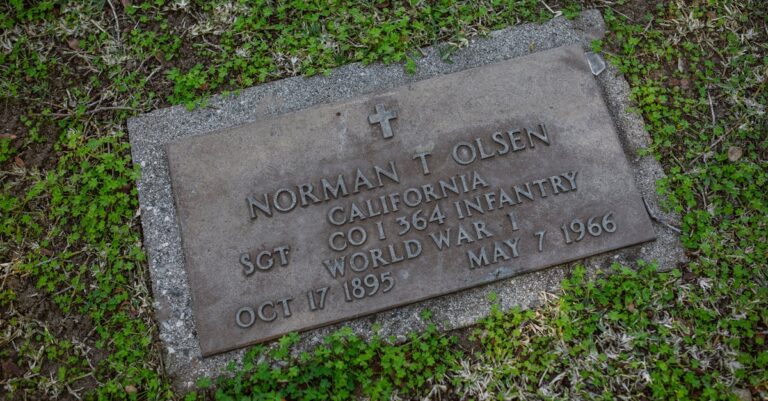 NORMAN T OLSEN
CALIFORNIA
SGT CO I 364 INFANTRY
WORLD WAR I
OCT 17 1895 MAY 7 1966